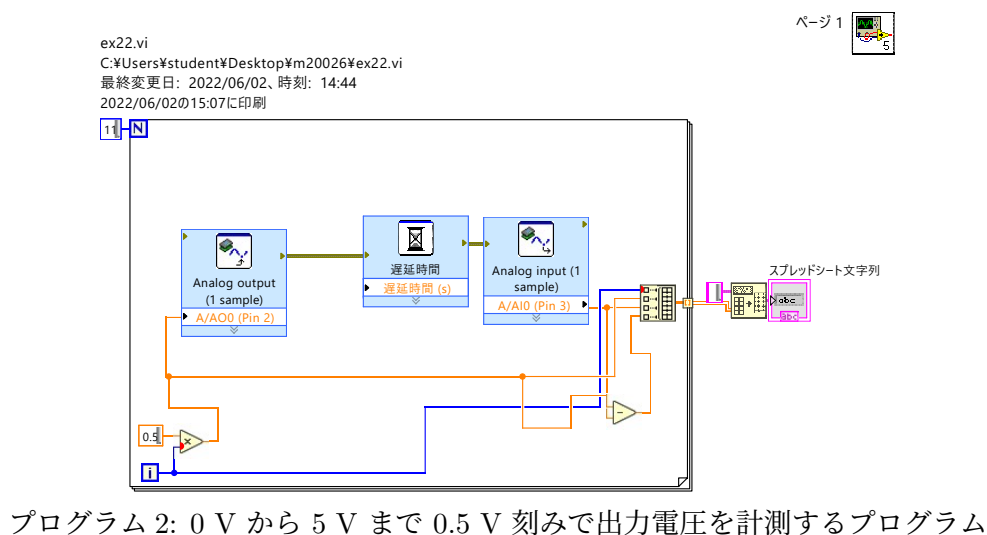 ページ 1
5
ex22.vi
C:¥Users¥student¥Desktop¥m20026¥ex22.vi
最終変更日: 2022/06/02、時刻: 14:44
2022/06/02の15:07に印刷
11
N
Analog output
(1 sample)
A/AO0 (Pin 2)
遅延時間
遅延時間 (s)
Analog input (1
sample)
A/AI0 (Pin 3)
スプレッドシート文字列
abc
abc
0.5
×
-
i
プログラム 2: 0 V から 5 V まで 0.5 V 刻みで出力電圧を計測するプログラム